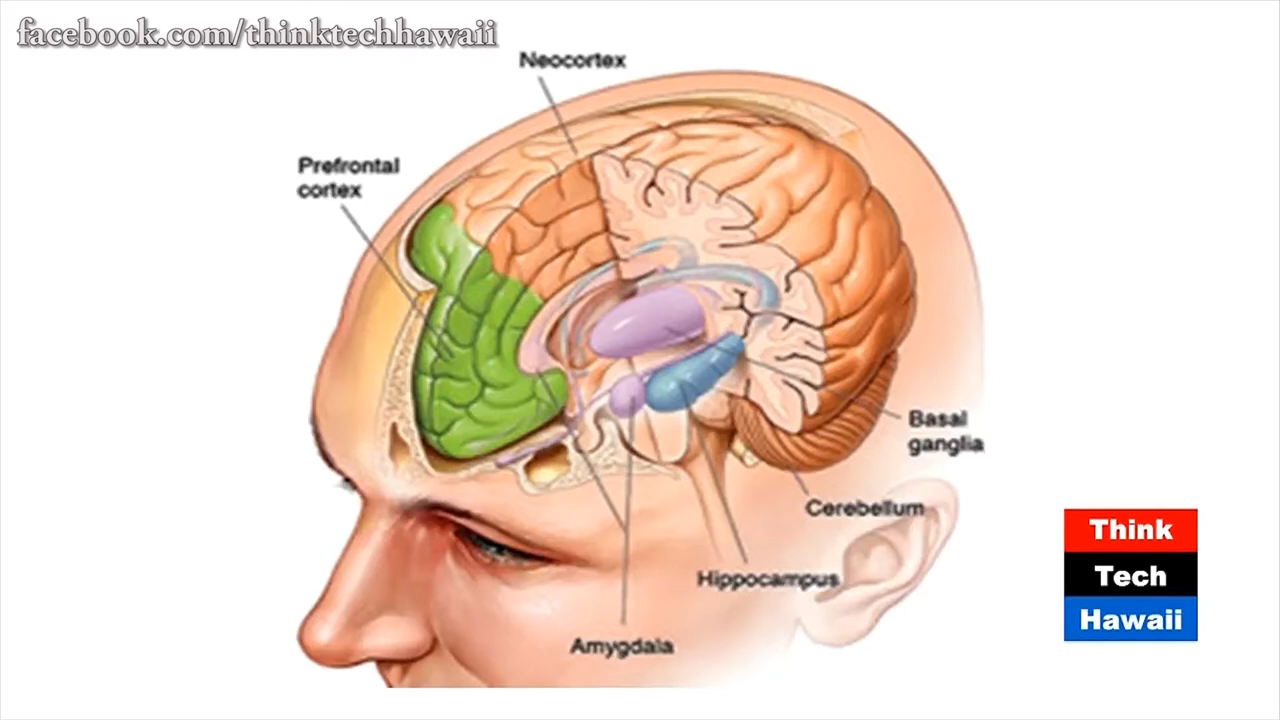 facebook.com/thinktechhawaii
Neocortex
Prefrontal
cortex
Basal
ganglia
Cerebellum
Hippocampus
Amygdala
Think
Tech
Hawaii